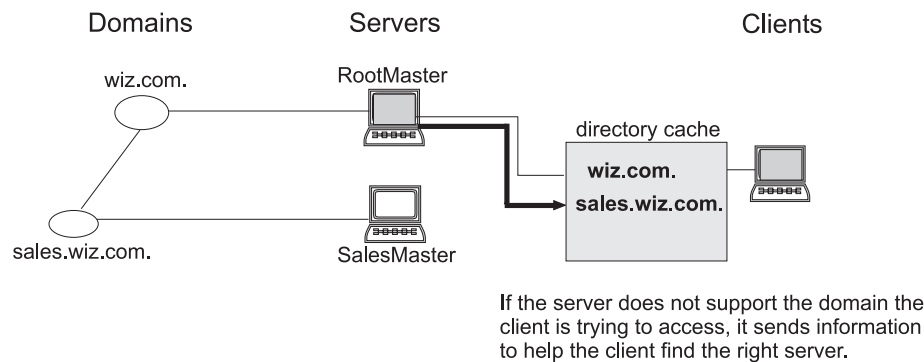 Domains Servers Clients
wiz.com. RootMaster
directory cache
wiz.com.
sales.wiz.com.
sales.wiz.com. SalesMaster
If the server does not support the domain the
client is trying to access, it sends information
to help the client find the right server.